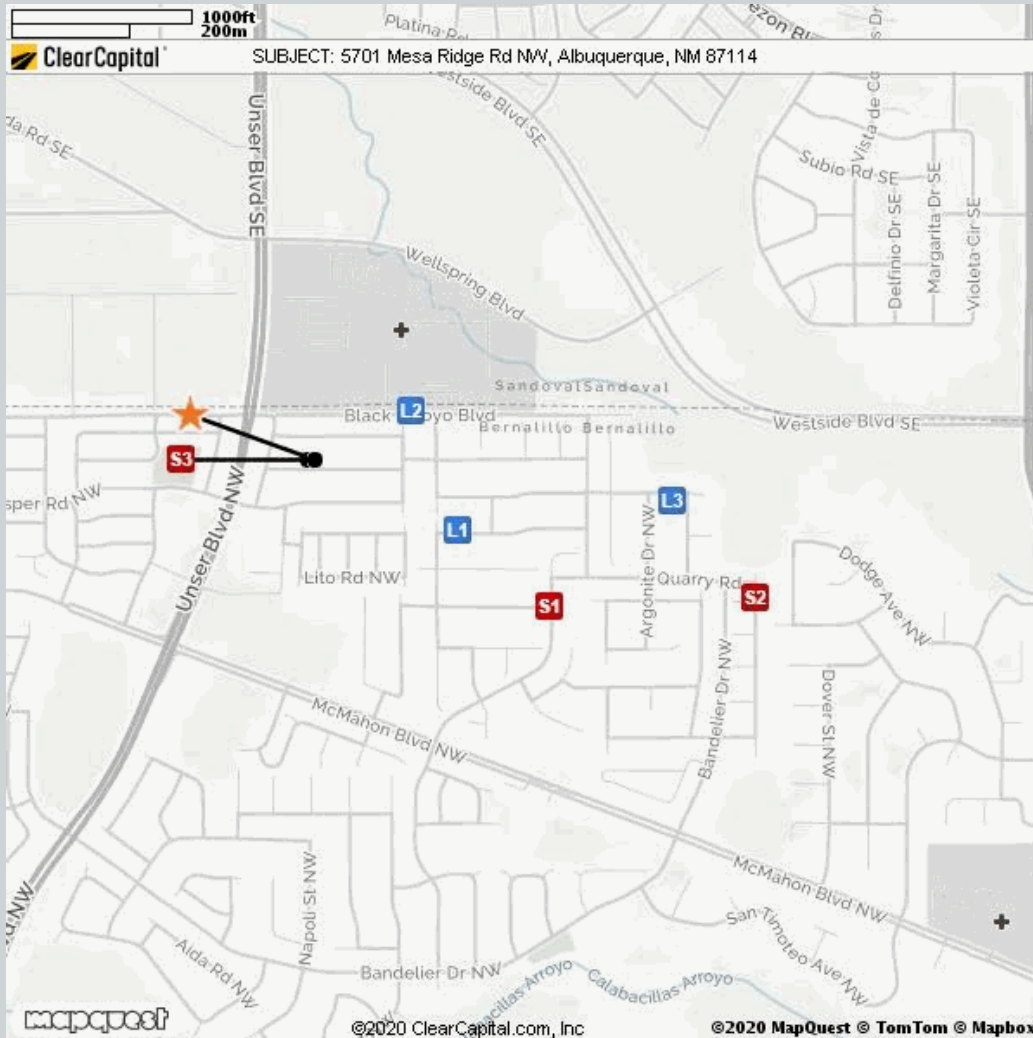 1000ft
200m
Platina Rd
ClearCapital
SUBJECT: 5701 Mesa Ridge Rd NW, Albuquerque, NM 87114
Unser Blvd SE
Westside Blvd SE
Vista de
Subio Rd SE
Delfinio Dr SE
Margarita Dr SE
Violeta Cir SE
Wellspring Blvd
Sandoval Sandoval
L2
Black Blvd
Bernalillo Bernalillo
Westside Blvd SE
S3
Rd NW
L3
L1
Unser Blvd NW
Lito Rd NW
Argonite Dr NW
Quarry Rd
S1
S2
Dodge Ave NW
McMahon Blvd NW
Bandelier Dr NW
Dover St NW
Napoli St NW
McMahon Blvd NW
San Timoteo Ave NW
Aida Rd NW
Bandelier Dr NW
Arroyo
Calabacillas Arroyo
mapquest
©2020 ClearCapital.com, Inc
©2020 MapQuest © TomTom © Mapbox